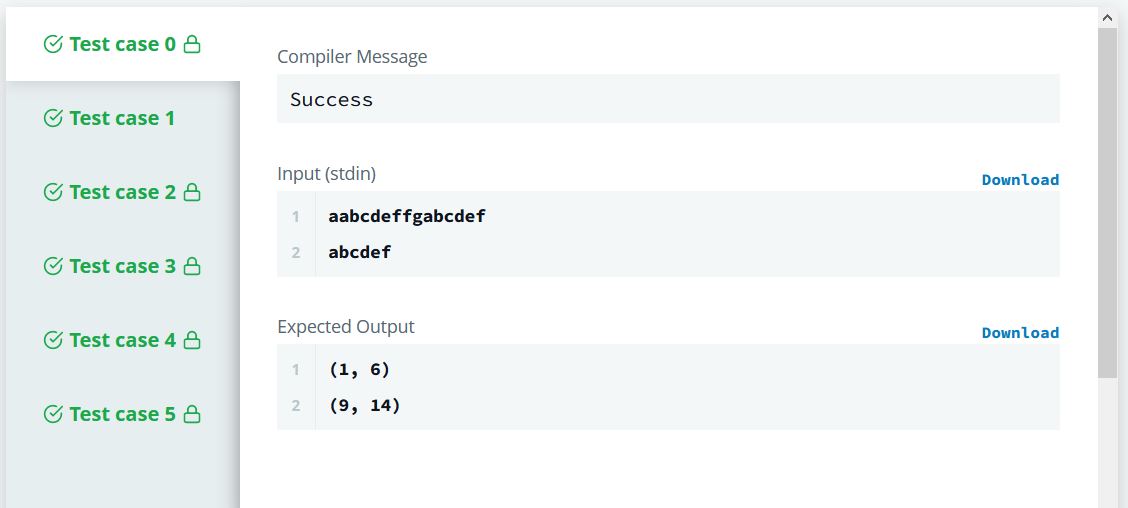 Test case 0
Test case 1
Test case 2
Test case 3
Test case 4
Test case 5
Compiler Message
Success
Input (stdin)
Download
1 aabcdeffgabcdef
2 abcdef
Expected Output
Download
1 (1, 6)
2 (9, 14)